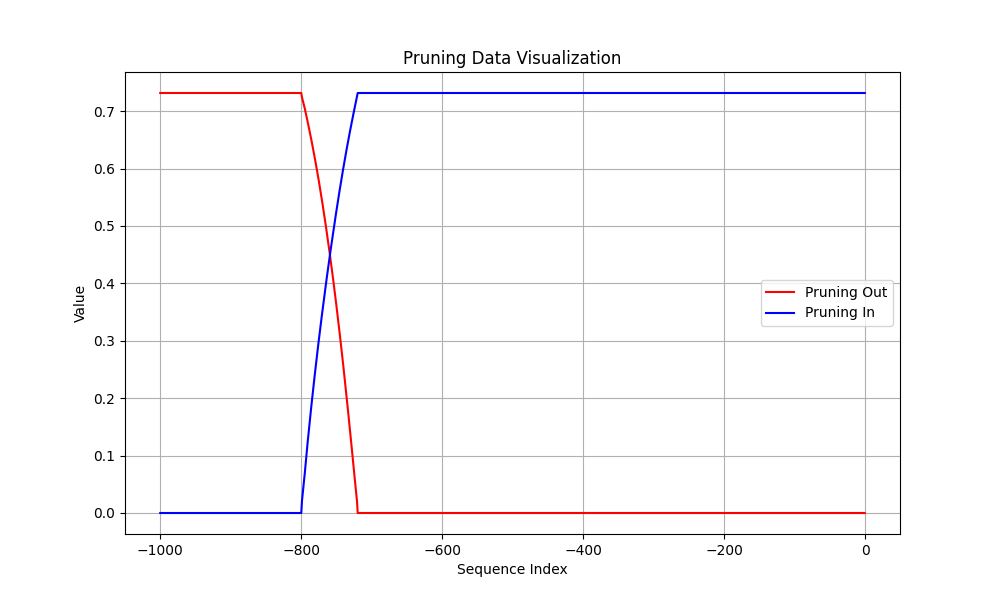 Pruning Data Visualization
Value
0.7
0.6
0.5
0.4
0.3
0.2
0.1
0.0
Pruning Out
Pruning In
−1000 −800 −600 −400 −200 0
Sequence Index